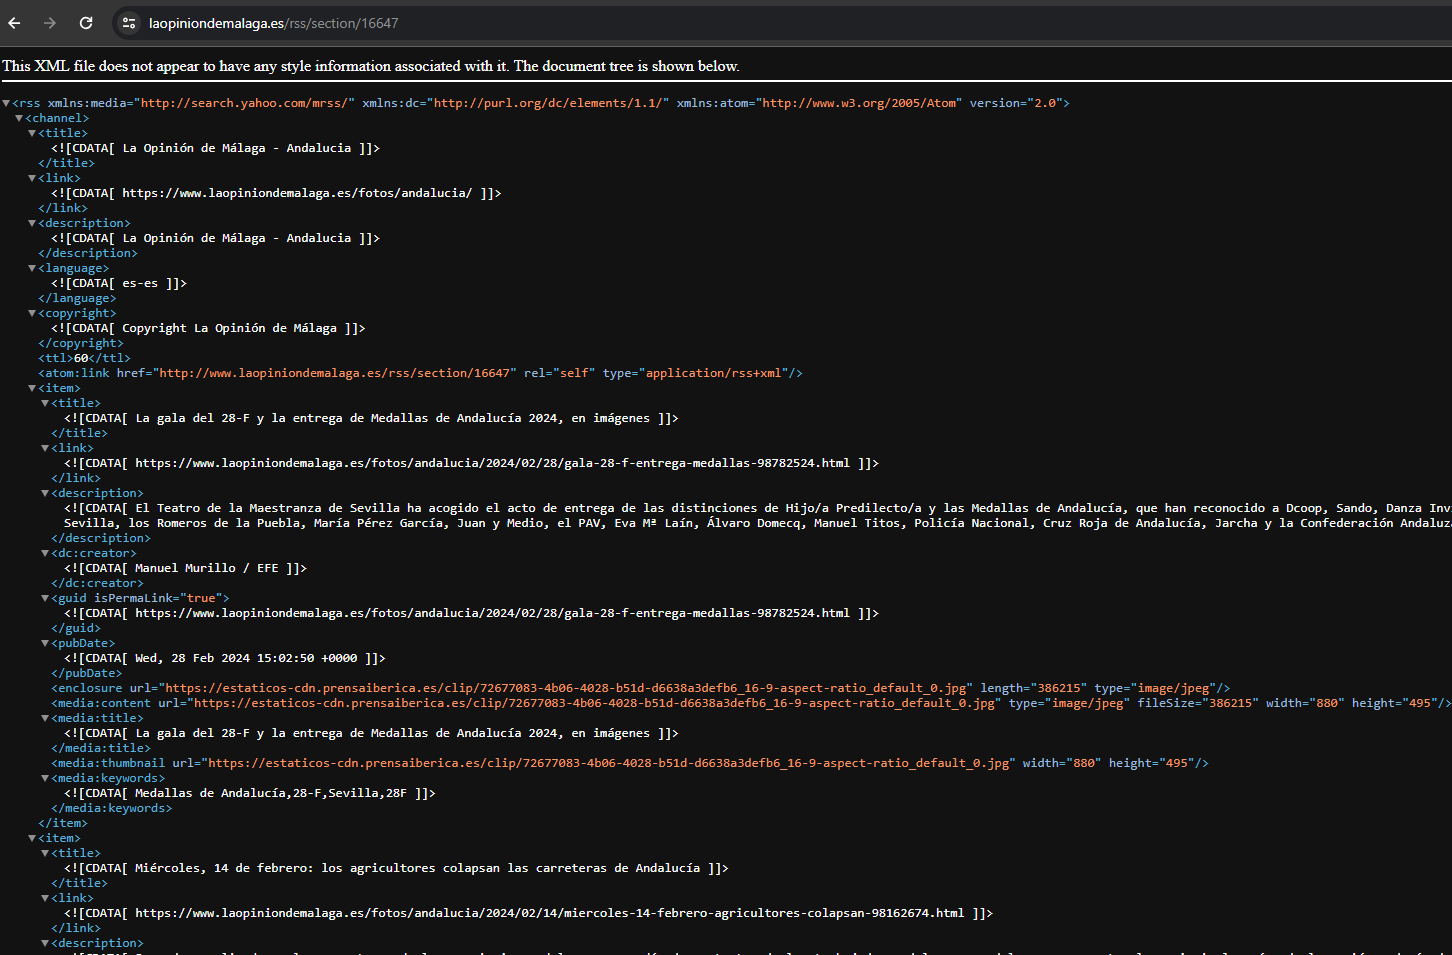 laopiniondemalaga.es/rss/section/16647
This XML file does not appear to have any style information associated with it. The document tree is shown below.
▼<rss xmlns:media="http://search.yahoo.com/mrss/" xmlns:dc="http://purl.org/dc/elements/1.1/" xmlns:atom="http://www.w3.org/2005/Atom" version="2.0">
▼<channel>
▼<title>
<![CDATA[ La Opinión de Málaga - Andalucia ]]>
</title>
▼<link>
<![CDATA[ https://www.laopiniondemalaga.es/fotos/andalucia/ ]]>
</link>
▼<description>
<![CDATA[ La Opinión de Málaga - Andalucia ]]>
</description>
▼<language>
<![CDATA[ es-es ]]>
</language>
▼<copyright>
<![CDATA[ Copyright La Opinión de Málaga ]]>
</copyright>
<ttl>60</ttl>
<atom:link href="http://www.laopiniondemalaga.es/rss/section/16647" rel="self" type="application/rss+xml"/>
▼<item>
▼<title>
<![CDATA[ La gala del 28-F y la entrega de Medallas de Andalucía 2024, en imágenes ]]>
</title>
▼<link>
<![CDATA[ https://www.laopiniondemalaga.es/fotos/andalucia/2024/02/28/gala-28-f-entrega-medallas-98782524.html ]]>
</link>
▼<description>
<![CDATA[ El Teatro de la Maestranza de Sevilla ha acogido el acto de entrega de las distinciones de Hijo/a Predilecto/a y las Medallas de Andalucía, que han reconocido a Dcoop, Sando, Danza Inv
Sevilla, los Romeros de la Puebla, María Pérez García, Juan y Medio, el PAV, Eva Mª Laín, Álvaro Domecq, Manuel Titos, Policía Nacional, Cruz Roja de Andalucía, Jarcha y la Confederación Andaluz
</description>
▼<dc:creator>
<![CDATA[ Manuel Murillo / EFE ]]>
</dc:creator>
▼<guid isPermaLink="true">
<![CDATA[ https://www.laopiniondemalaga.es/fotos/andalucia/2024/02/28/gala-28-f-entrega-medallas-98782524.html ]]>
</guid>
▼<pubDate>
<![CDATA[ Wed, 28 Feb 2024 15:02:50 +0000 ]]>
</pubDate>
<enclosure url="https://estaticos-cdn.prensaiberica.es/clip/72677083-4b06-4028-b51d-d6638a3defb6_16-9-aspect-ratio_default_0.jpg" length="386215" type="image/jpeg"/>
<media:content url="https://estaticos-cdn.prensaiberica.es/clip/72677083-4b06-4028-b51d-d6638a3defb6_16-9-aspect-ratio_default_0.jpg" type="image/jpeg" fileSize="386215" width="880" height="495"/>
▼<media:title>
<![CDATA[ La gala del 28-F y la entrega de Medallas de Andalucía 2024, en imágenes ]]>
</media:title>
<media:thumbnail url="https://estaticos-cdn.prensaiberica.es/clip/72677083-4b06-4028-b51d-d6638a3defb6_16-9-aspect-ratio_default_0.jpg" width="880" height="495"/>
▼<media:keywords>
<![CDATA[ Medallas de Andalucía,28-F,Sevilla,28F ]]>
</media:keywords>
</item>
▼<item>
▼<title>
<![CDATA[ Miércoles, 14 de febrero: los agricultores colapsan las carreteras de Andalucía ]]>
</title>
▼<link>
<![CDATA[ https://www.laopiniondemalaga.es/fotos/andalucia/2024/02/14/miercoles-14-febrero-agricultores-colapsan-98162674.html ]]>
</link>
▼<description>